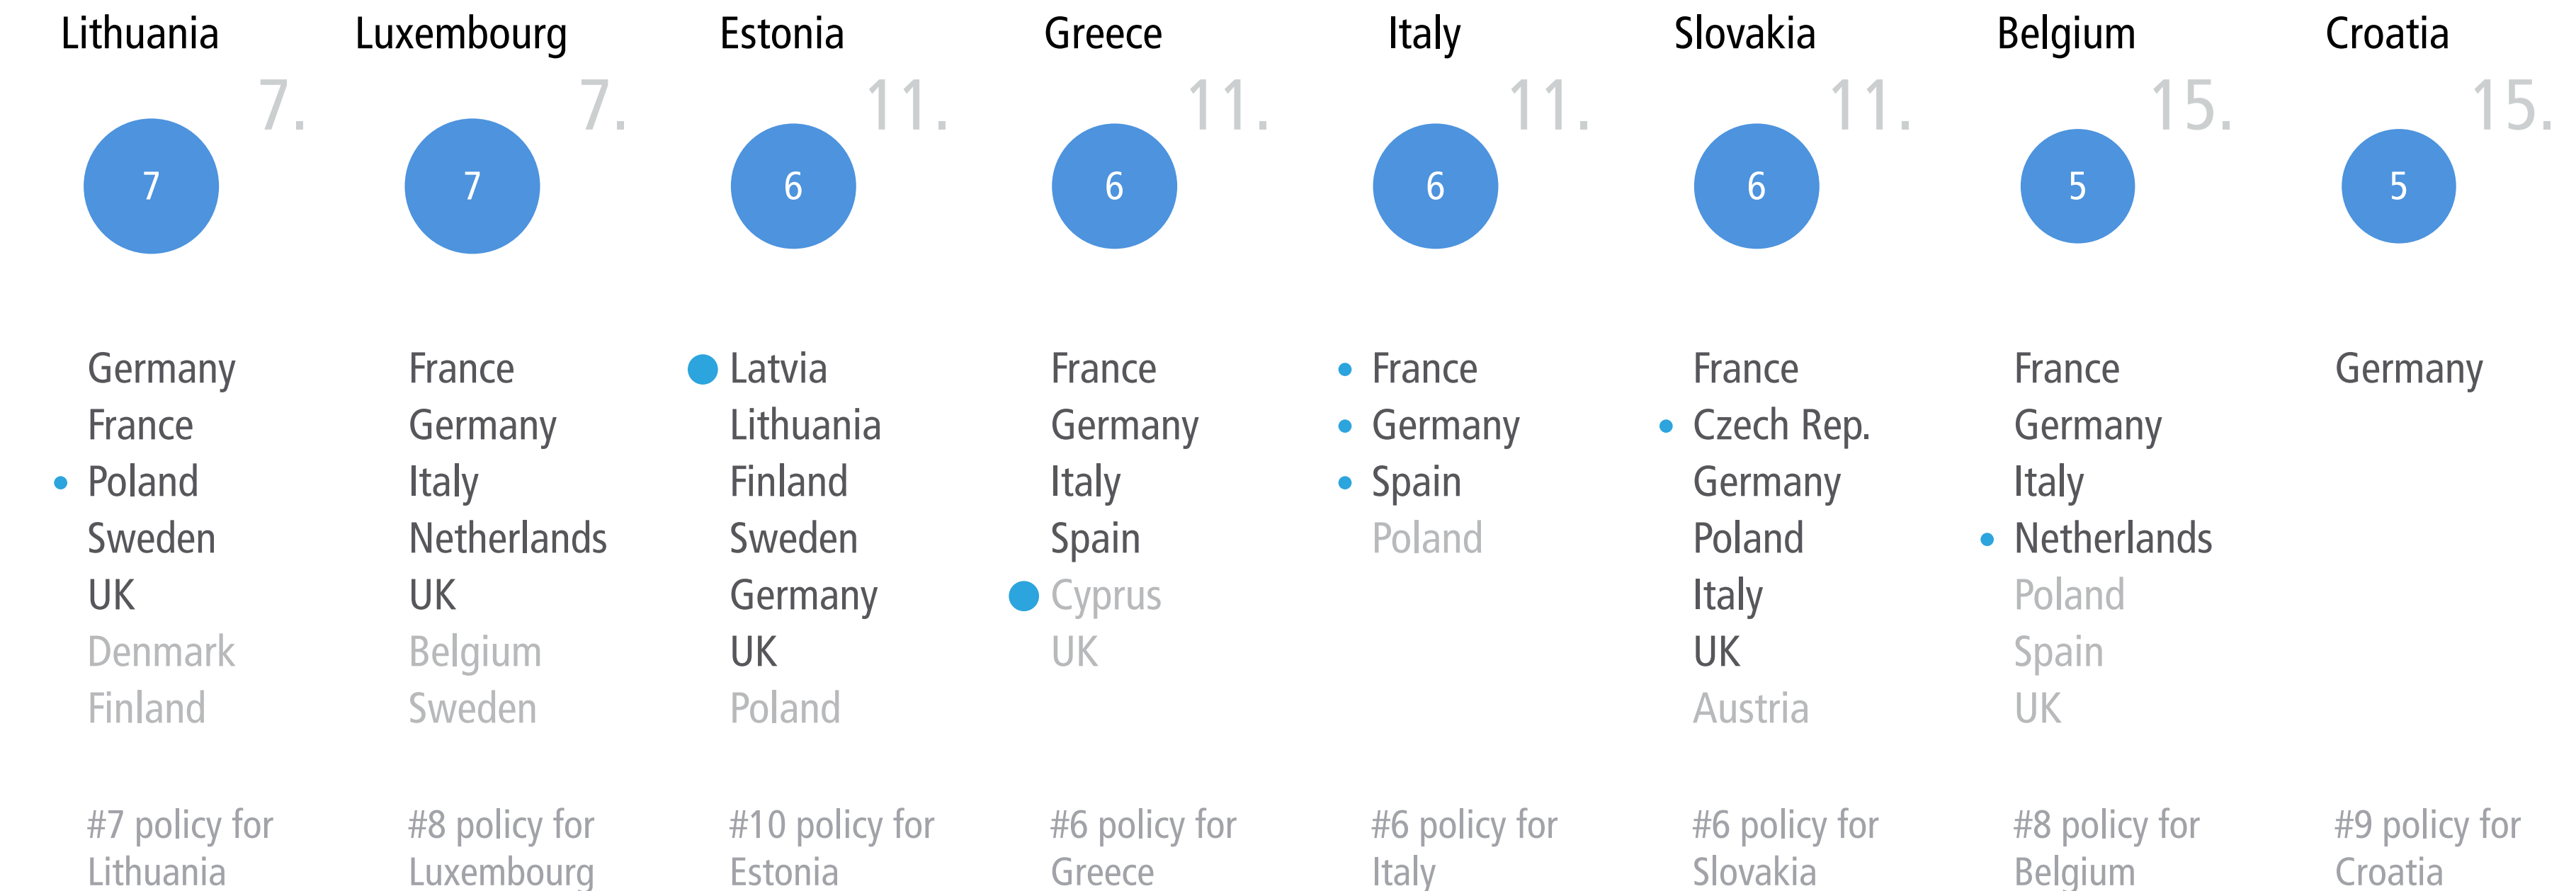 Lithuania
7.
7
Germany
France
Poland
Sweden
UK
Denmark
Finland
#7 policy for
Lithuania
Luxembourg
7.
7
France
Germany
Italy
Netherlands
UK
Belgium
Sweden
#8 policy for
Luxembourg
Estonia
11.
6
Latvia
Lithuania
Finland
Sweden
Germany
UK
Poland
#10 policy for
Estonia
Greece
11.
6
France
Germany
Italy
Spain
Cyprus
UK
#6 policy for
Greece
Italy
11.
6
France
Germany
Spain
Poland
#6 policy for
Italy
Slovakia
11.
6
France
Czech Rep.
Germany
Poland
Italy
UK
Austria
#6 policy for
Slovakia
Belgium
15.
5
France
Germany
Italy
Netherlands
Poland
Spain
UK
#8 policy for
Belgium
Croatia
15.
5
Germany
#9 policy for
Croatia